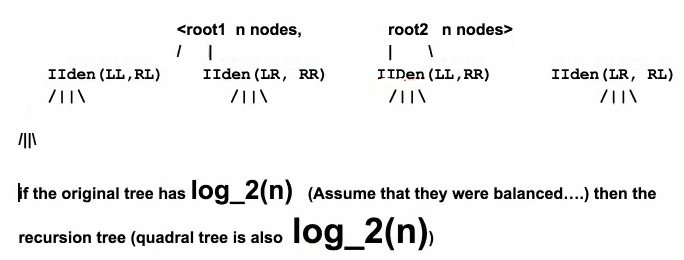 <root1 n nodes, root2 n nodes>
/ | | \
IIden(LL,RL) IIden(LR, RR) IIDen(LL,RR) IIden(LR, RL)
/||\ /||\ /||\ /||\
/||\
if the original tree has log_2(n) (Assume that they were balanced....) then the
recursion tree (quadral tree is also log_2(n))